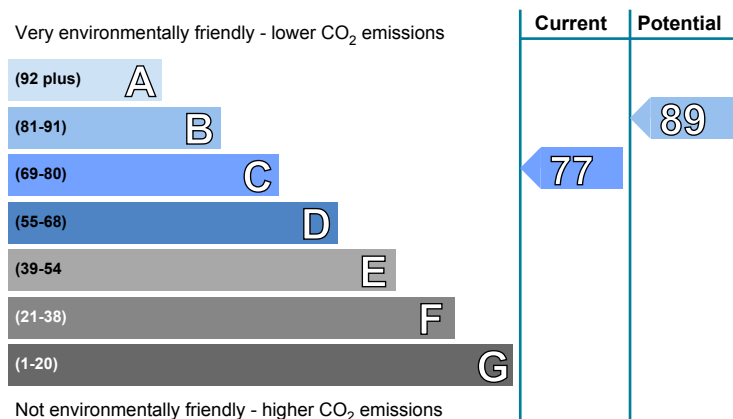 Very environmentally friendly - lower CO₂ emissions
Current
Potential
(92 plus) A
(81-91) B
(69-80) C
(55-68) D
(39-54 E
(21-38) F
(1-20) G
77
89
Not environmentally friendly - higher CO₂ emissions